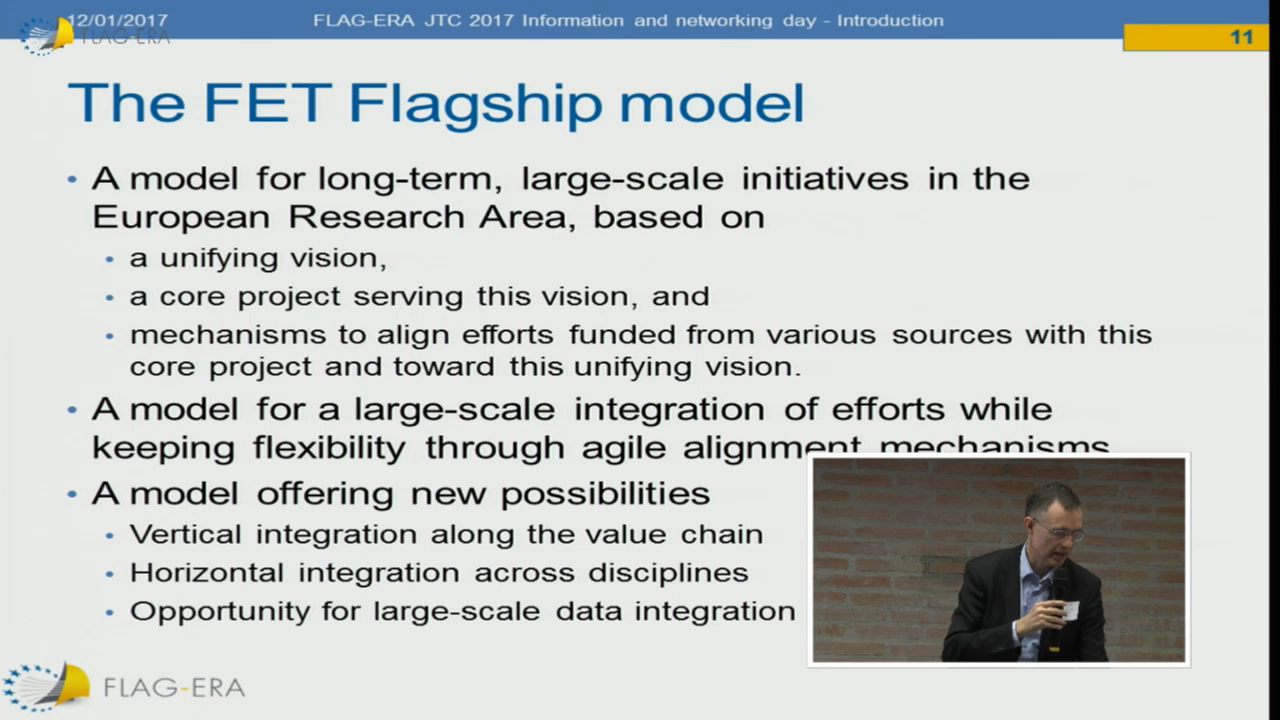 12/01/2017
FLAG-ERA JTC 2017 Information and networking day - Introduction
FLAG-ERA
11
The FET Flagship model
• A model for long-term, large-scale initiatives in the
European Research Area, based on
• a unifying vision,
• a core project serving this vision, and
• mechanisms to align efforts funded from various sources with this
core project and toward this unifying vision.
• A model for a large-scale integration of efforts while
keeping flexibility through agile alignment mechanisms
• A model offering new possibilities
• Vertical integration along the value chain
• Horizontal integration across disciplines
• Opportunity for large-scale data integration
FLAG-ERA